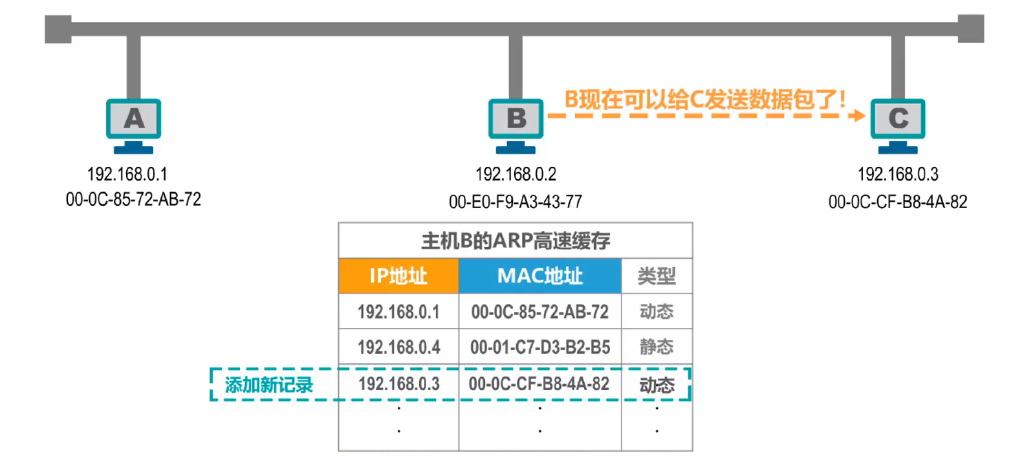 B现在可以给C发送数据包了!
A
B
C
192.168.0.1
192.168.0.2
192.168.0.3
00-0C-85-72-AB-72
00-E0-F9-A3-43-77
00-0C-CF-B8-4A-82
主机B的ARP高速缓存
IP地址 MAC地址 类型
192.168.0.1 00-0C-85-72-AB-72 动态
192.168.0.4 00-01-C7-D3-B2-B5 静态
添加新记录 192.168.0.3 00-0C-CF-B8-4A-82 动态